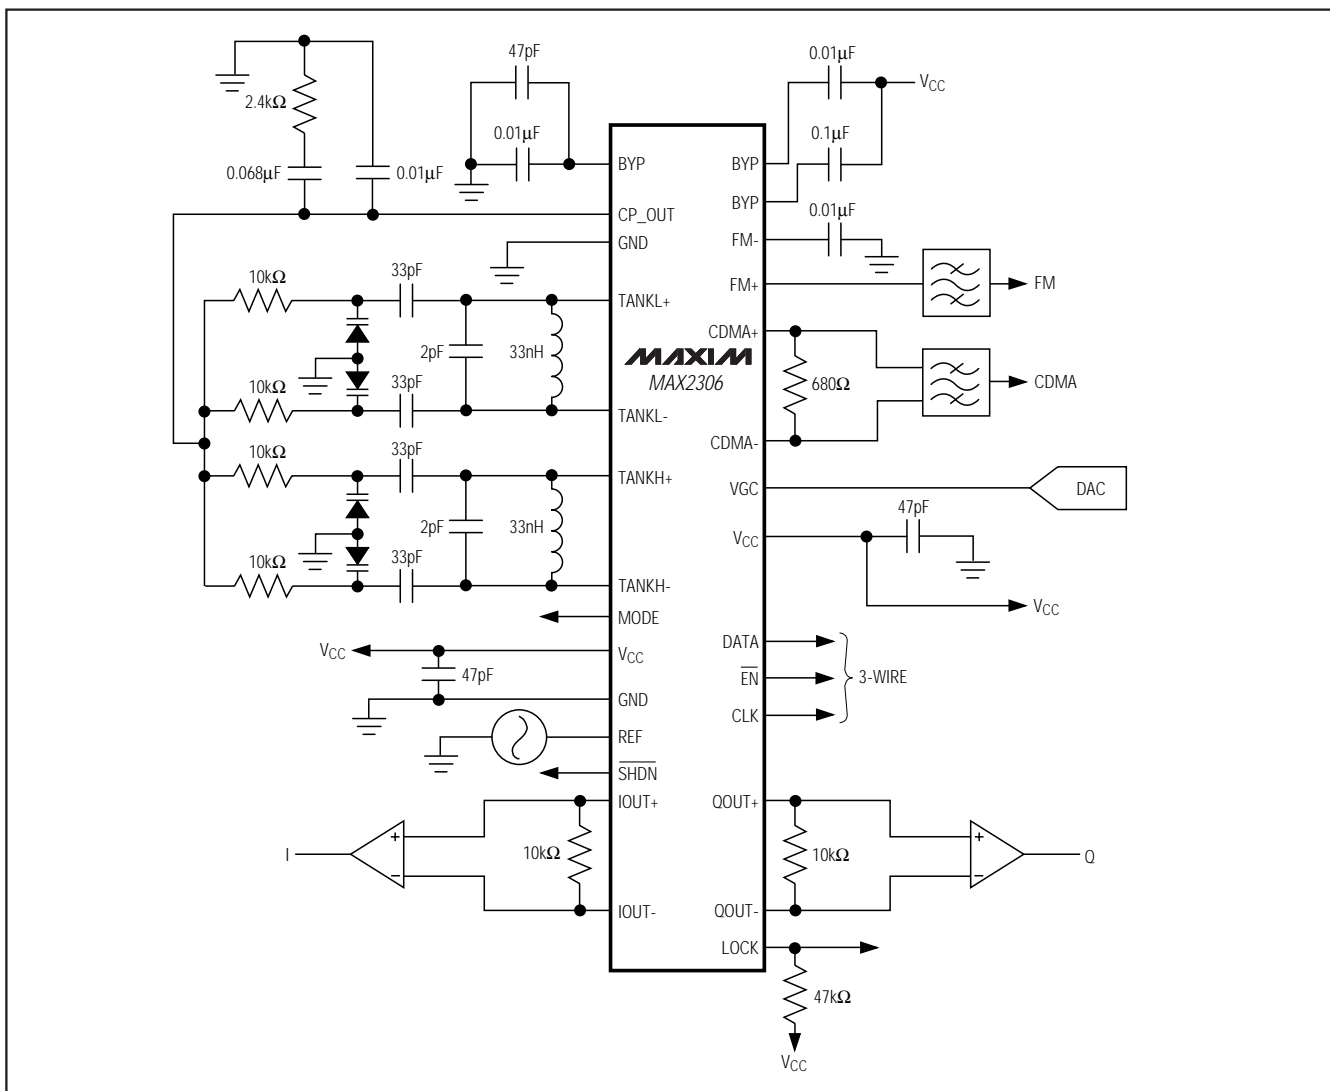 47pF
0.01μF
VCC
2.4kΩ
0.01μF
0.1μF
0.068μF
0.01μF
BYP
BYP
BYP
CP_OUT
0.01μF
GND
FM-
10kΩ
33pF
FM+
FM
TANKL+
CDMA+
2pF
33nH
MAXIM
MAX2306
10kΩ
33pF
680Ω
CDMA
TANKL-
CDMA-
10kΩ
33pF
TANKH+
VGC
DAC
2pF
33nH
47pF
VCC
10kΩ
33pF
TANKH-
VCC
MODE
DATA
VCC
VCC
47pF
EN
3-WIRE
GND
CLK
REF
SHDN
IOUT+
QOUT+
+
+
I
10kΩ
10kΩ
Q
−
−
IOUT-
QOUT-
LOCK
47kΩ
VCC